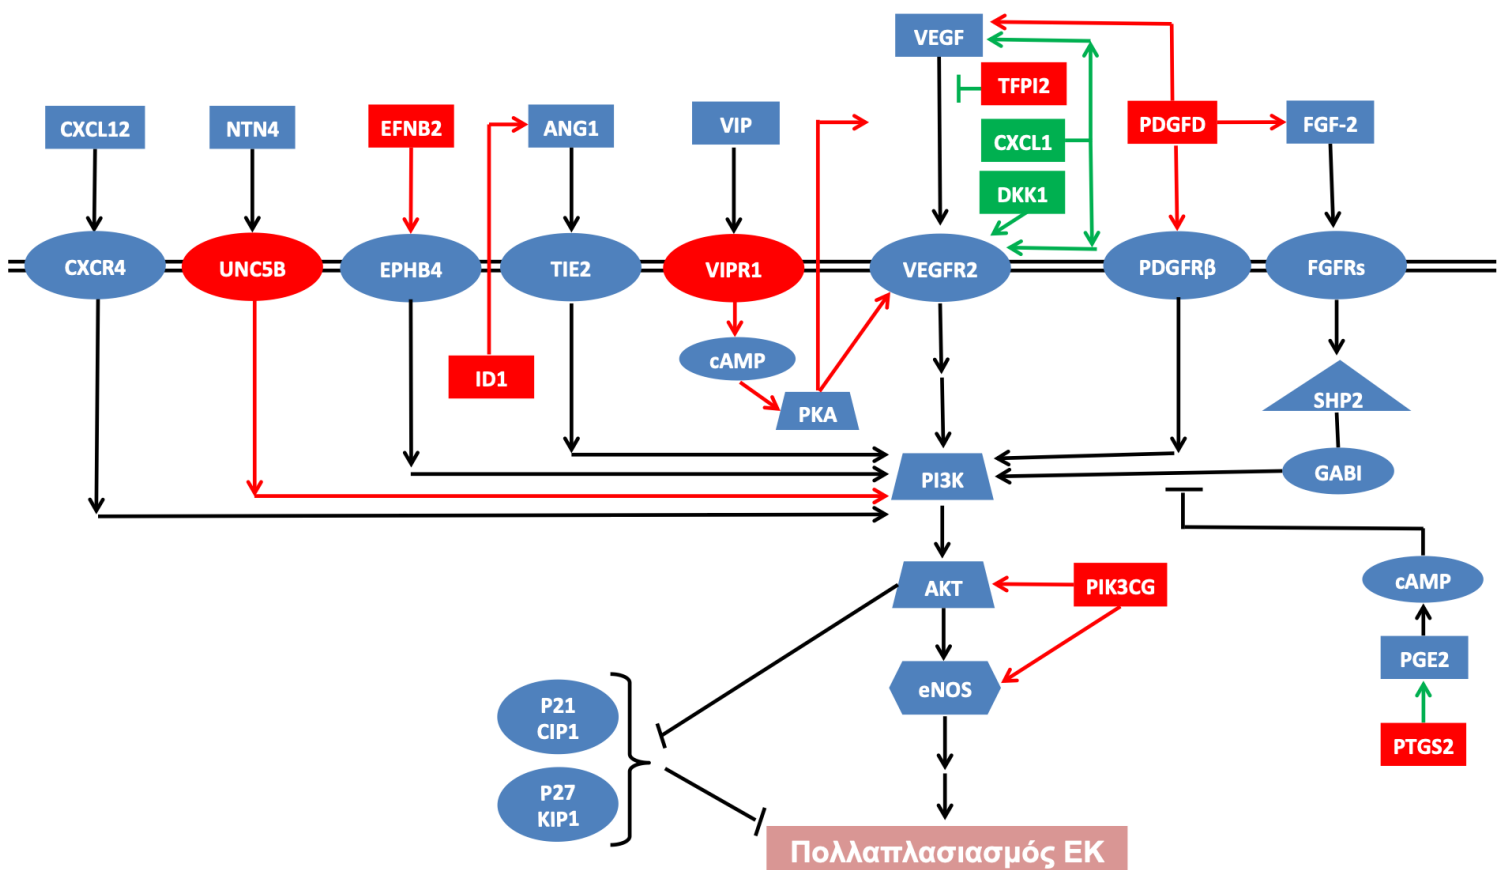 VEGF
TFPI2
CXCL12
NTN4
EFNB2
ANG1
VIP
PDGFD
FGF-2
CXCL1
DKK1
CXCR4
UNC5B
EPHB4
TIE2
VIPR1
VEGFR2
PDGFRβ
FGFRs
cAMP
ID1
PKA
SHP2
PI3K
GABI
AKT
PIK3CG
cAMP
PGE2
eNOS
P21
CIP1
PTGS2
P27
KIP1
Πολλαπλασιασμός ΕΚ